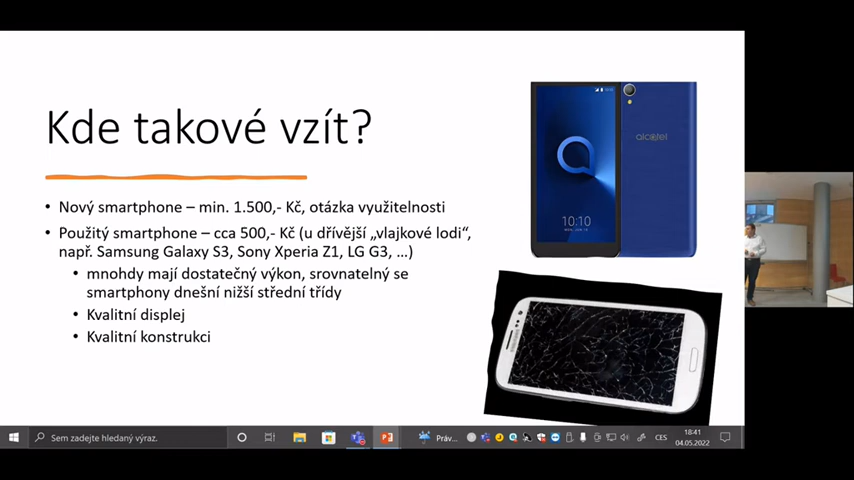 Kde takové vzít?
• Nový smartphone – min. 1.500,- Kč, otázka využitelnosti
• Použitý smartphone – cca 500,- Kč (u dřívější „vlajkové lodi“,
např. Samsung Galaxy S3, Sony Xperia Z1, LG G3, …)
• mnohdy mají dostatečný výkon, srovnatelný se
smartphony dnešní nižší střední třídy
• Kvalitní displej
• Kvalitní konstrukci
alcatel
10:10
SAMSUNG
Sem zadejte hledaný výraz.
Práv...
CES
18:41
04.05.2022